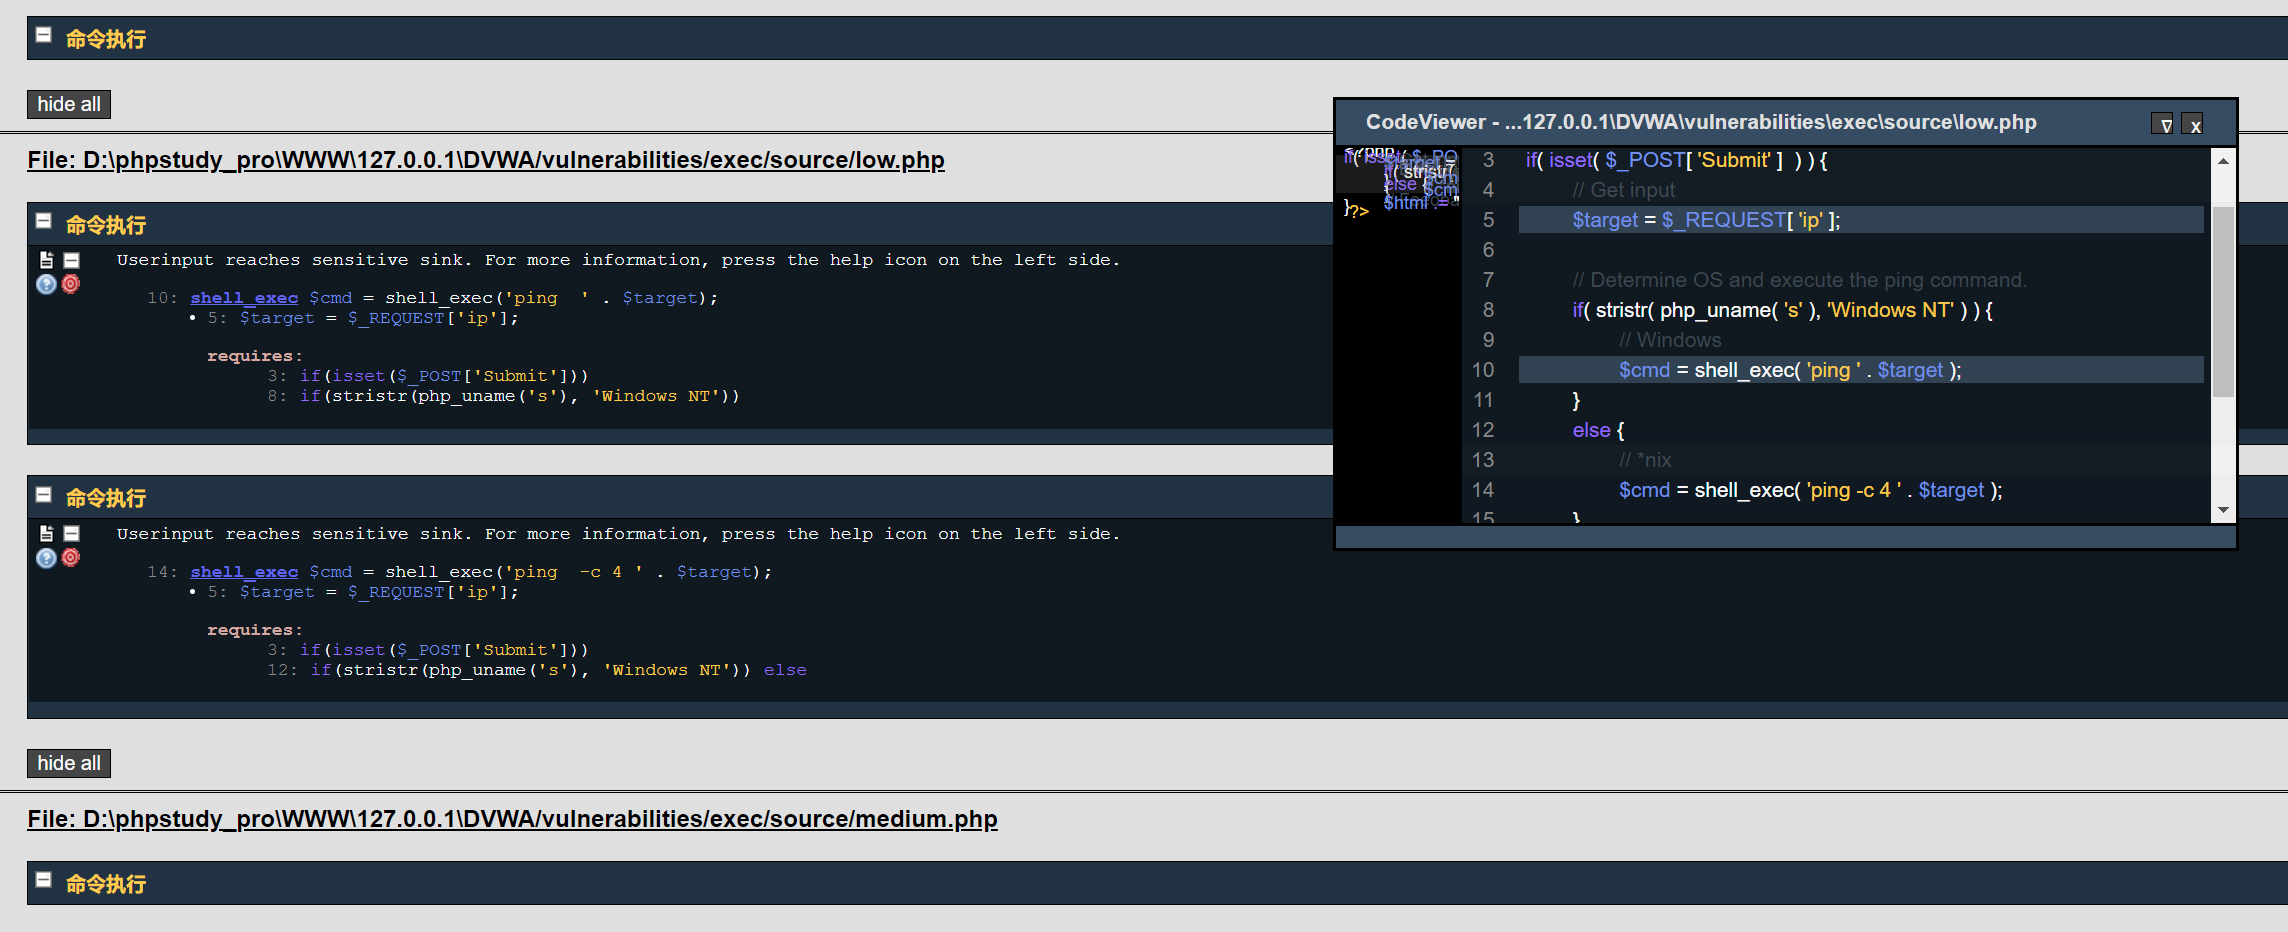 命令执行
hide all
File: D:\phpstudy_pro\WWW\127.0.0.1\DVWA/vulnerabilities/exec/source/low.php
命令执行
Userinput reaches sensitive sink. For more information, press the help icon on the left side.
10: shell_exec $cmd = shell_exec('ping  ' . $target);
• 5: $target = $_REQUEST['ip'];
requires:
3: if(isset($_POST['Submit']))
8: if(stristr(php_uname('s'), 'Windows NT'))
命令执行
Userinput reaches sensitive sink. For more information, press the help icon on the left side.
14: shell_exec $cmd = shell_exec('ping  -c 4 ' . $target);
• 5: $target = $_REQUEST['ip'];
requires:
3: if(isset($_POST['Submit']))
12: if(stristr(php_uname('s'), 'Windows NT')) else
hide all
File: D:\phpstudy_pro\WWW\127.0.0.1\DVWA/vulnerabilities/exec/source/medium.php
命令执行
CodeViewer - ...127.0.0.1\DVWA\vulnerabilities\exec\source\low.php
∇ x
3 if( isset( $_POST[ 'Submit' ]  ) ) {
4 // Get input
5 $target = $_REQUEST[ 'ip' ];
6
7 // Determine OS and execute the ping command.
8 if( stristr( php_uname( 's' ), 'Windows NT' ) ) {
9 // Windows
10 $cmd = shell_exec( 'ping ' . $target );
11 }
12 else {
13 // *nix
14 $cmd = shell_exec( 'ping -c 4 ' . $target );
15 }
?>